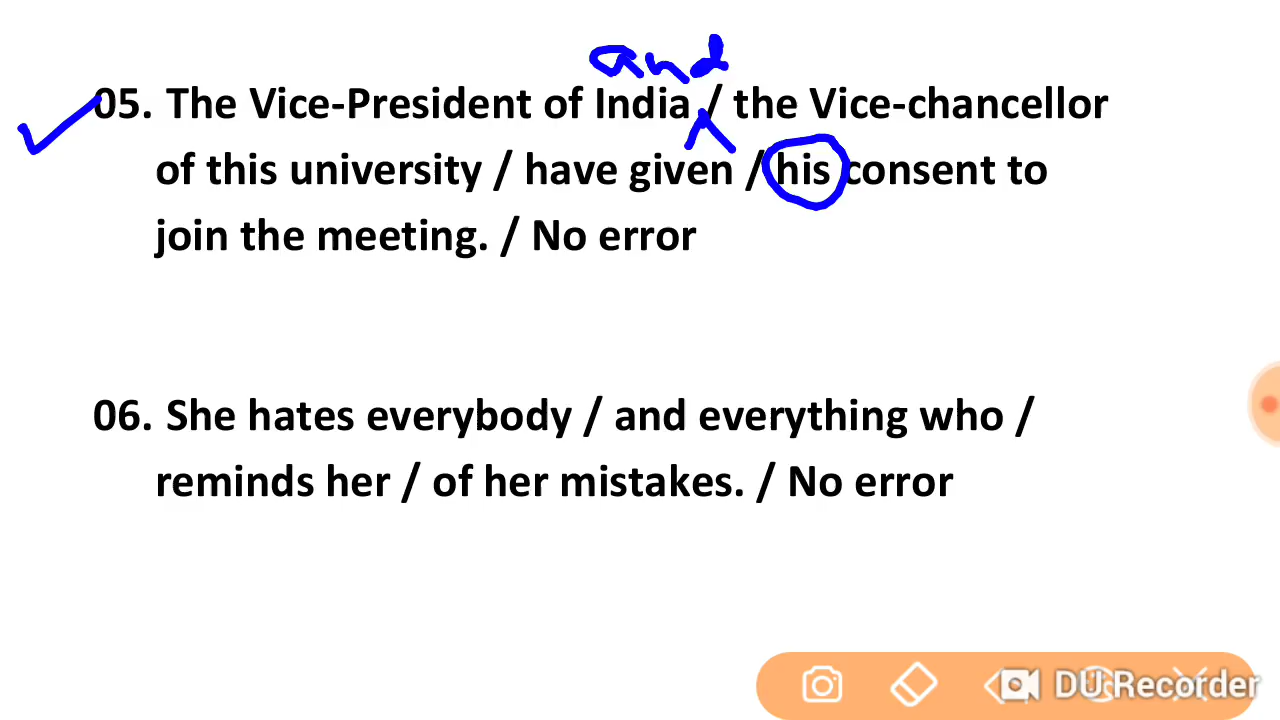 and
05. The Vice-President of India / the Vice-chancellor
of this university / have given / his consent to
join the meeting. / No error
06. She hates everybody / and everything who /
reminds her / of her mistakes. / No error
DU Recorder